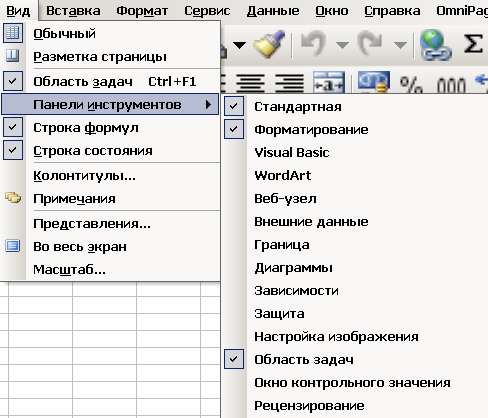 Вид Вставка Формат Сервис Данные Окно Справка OmniPag
Обычный
Разметка страницы
Область задач Ctrl+F1
Панели инструментов
Строка формул
Строка состояния
Колонтитулы...
Примечания
Представления...
Во весь экран
Масштаб...
Σ
% 000
Стандартная
Форматирование
Visual Basic
WordArt
Веб-узел
Внешние данные
Граница
Диаграммы
Зависимости
Защита
Настройка изображения
Область задач
Окно контрольного значения
Рецензирование